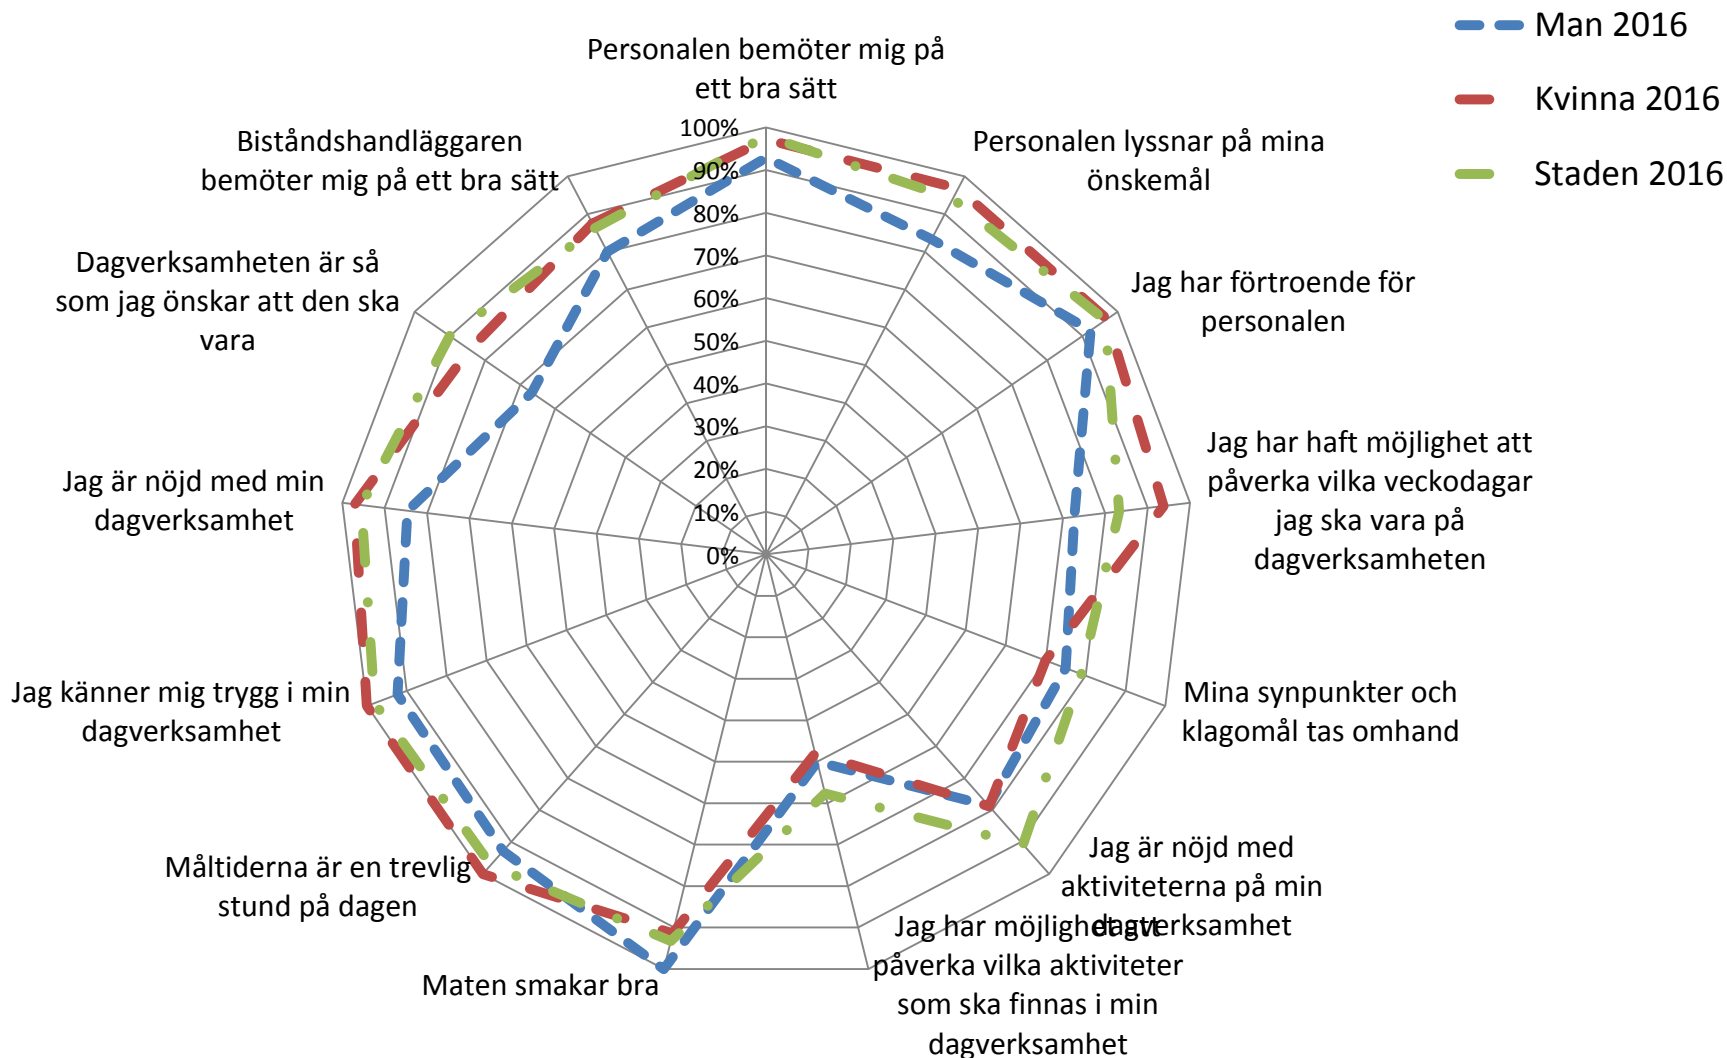 Man 2016
Kvinna 2016
Staden 2016
Personalen bemöter mig på
ett bra sätt
Personalen lyssnar på mina
önskemål
Jag har förtroende för
personalen
Jag har haft möjlighet att
påverka vilka veckodagar
jag ska vara på
dagverksamheten
Mina synpunkter och
klagomål tas omhand
Jag är nöjd med
aktiviteterna på min
dagverksamhet
Jag har möjlighet att
påverka vilka aktiviteter
som ska finnas i min
dagverksamhet
Maten smakar bra
Måltiderna är en trevlig
stund på dagen
Jag känner mig trygg i min
dagverksamhet
Jag är nöjd med min
dagverksamhet
Dagverksamheten är så
som jag önskar att den ska
vara
Biståndshandläggaren
bemöter mig på ett bra sätt
100%
90%
80%
70%
60%
50%
40%
30%
20%
10%
0%